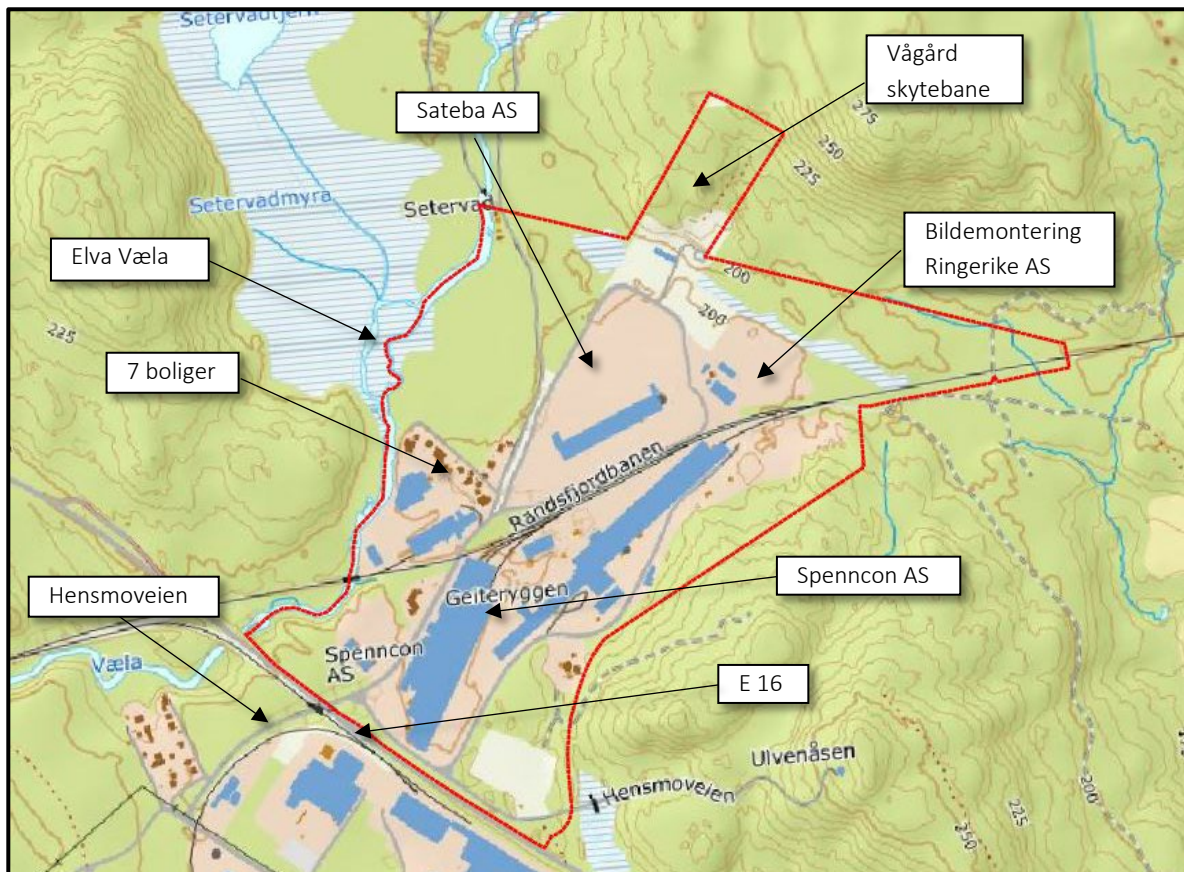 Setervadtjern
Vågård
skytebane
Sateba AS
275
250
225
Setervadmyra
Setervad
Bildemontering
Ringerike AS
Elva Væla
200
200
225
7 boliger
Randsfjordbanen
Spenncon AS
Hensmoveien
Geiteryggen
Spenncon
AS
Væla
E 16
Ulvenåsen
Hensmoveien
200
225
250